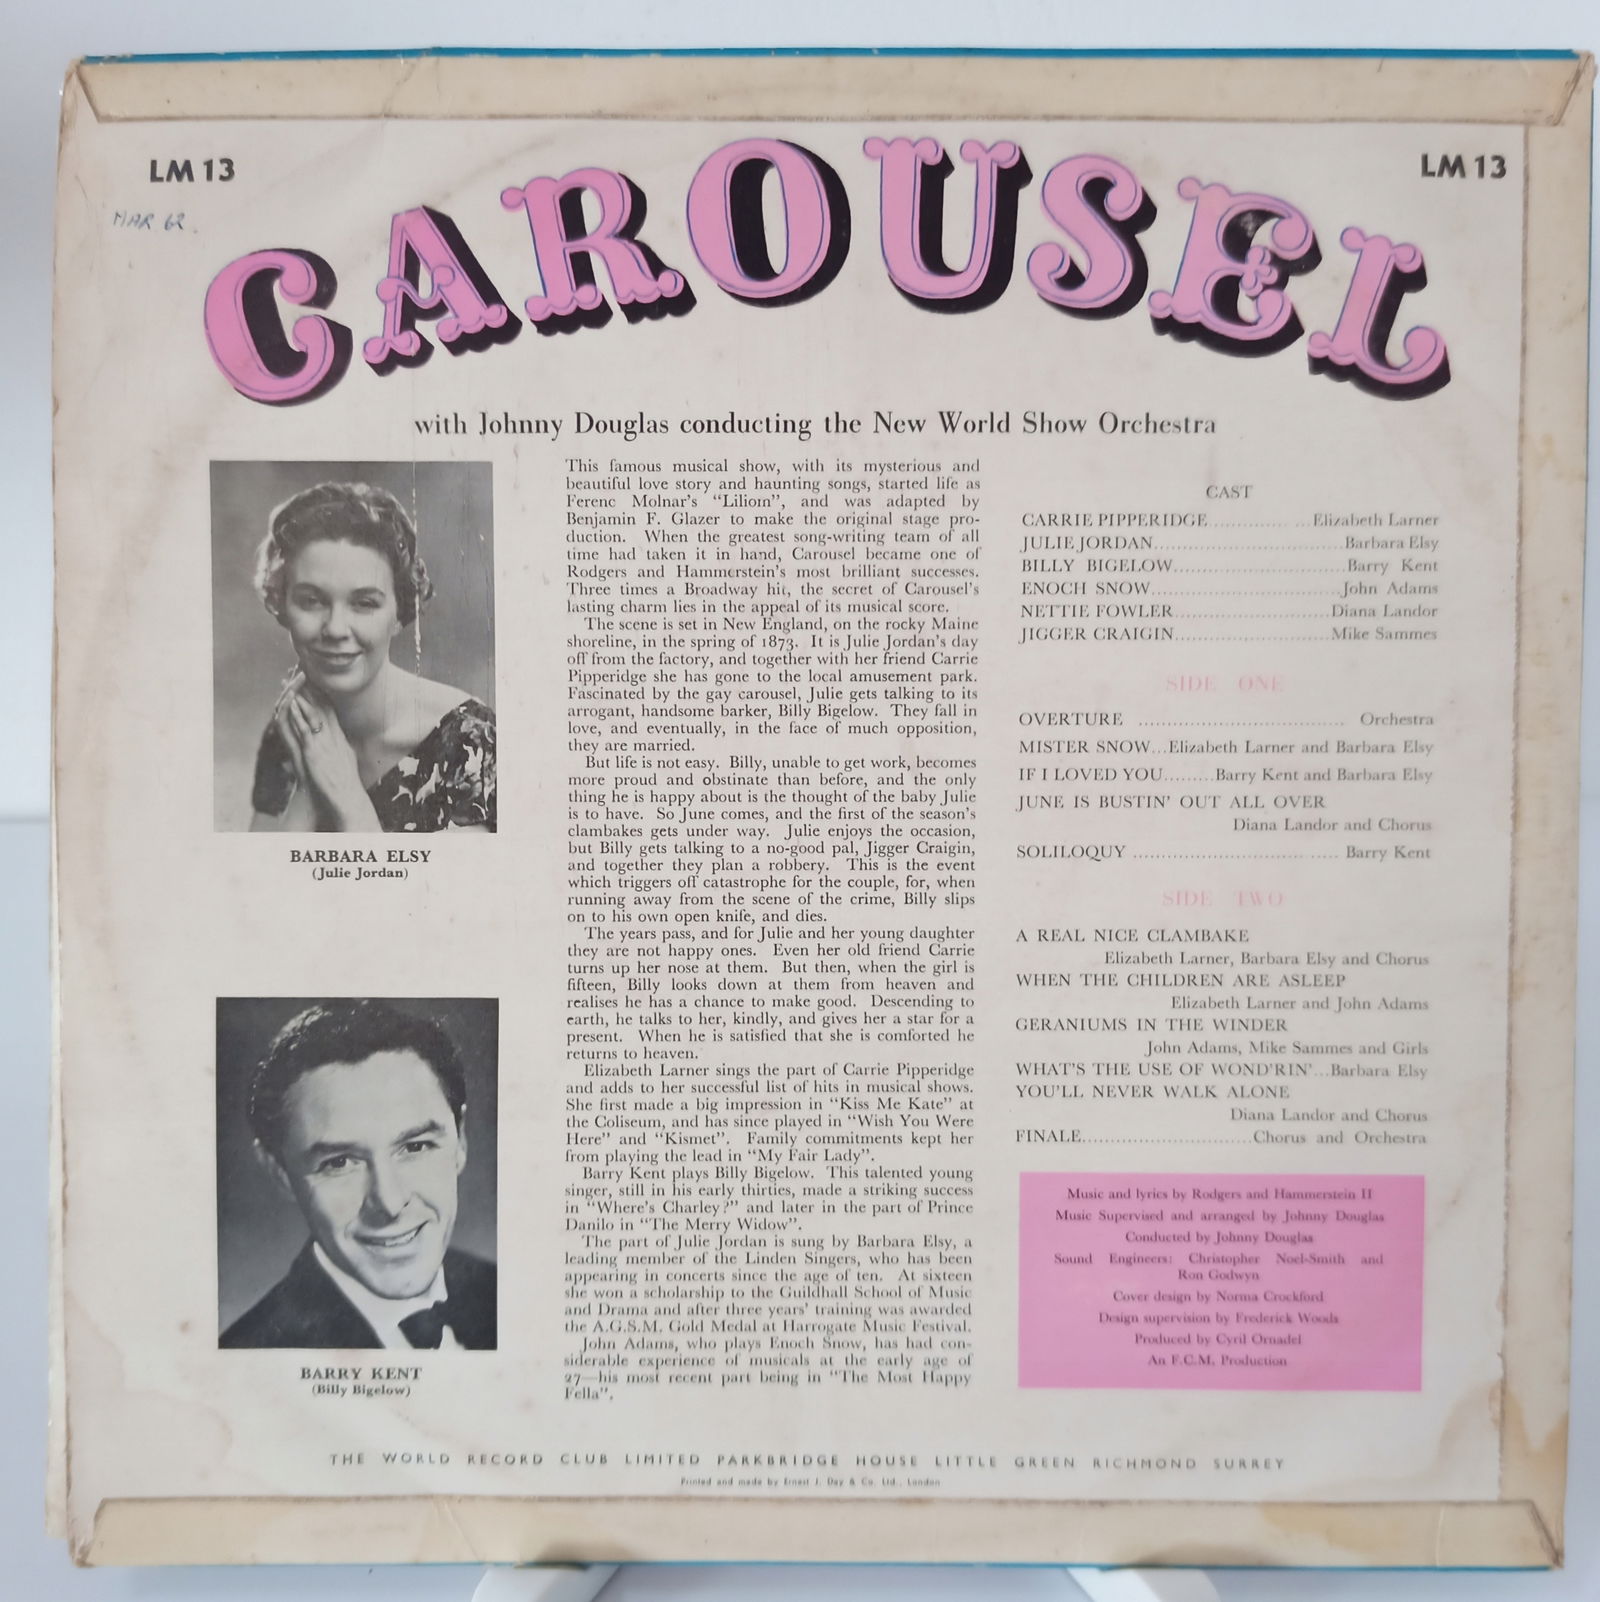 LM 13
LM 13
MAR 62.
CAROUSEL
with Johnny Douglas conducting the New World Show Orchestra
BARBARA ELSY
(Julie Jordan)
BARRY KENT
(Billy Bigelow)
This famous musical show, with its mysterious and
beautiful love story and haunting songs, started life as
Ferenc Molnar's "Liliom", and was adapted by
Benjamin F. Glazer to make the original stage pro-
duction. When the greatest song-writing team of all
time had taken it in hand, Carousel became one of
Rodgers and Hammerstein's most brilliant successes.
Three times a Broadway hit, the secret of Carousel's
lasting charm lies in the appeal of its musical score.
The scene is set in New England, on the rocky Maine
shoreline, in the spring of 1873. It is Julie Jordan's day
off from the factory, and together with her friend Carrie
Pipperidge she has gone to the local amusement park.
Fascinated by the gay carousel, Julie gets talking to its
arrogant, handsome barker, Billy Bigelow. They fall in
love, and eventually, in the face of much opposition,
they are married.
But life is not easy. Billy, unable to get work, becomes
more proud and obstinate than before, and the only
thing he is happy about is the thought of the baby Julie
is to have. So June comes, and the first of the season's
clambakes gets under way. Julie enjoys the occasion,
but Billy gets talking to a no-good pal, Jigger Craigin,
and together they plan a robbery. This is the event
which triggers off catastrophe for the couple, for, when
running away from the scene of the crime, Billy slips
on to his own open knife, and dies.
The years pass, and for Julie and her young daughter
they are not happy ones. Even her old friend Carrie
turns up her nose at them. But then, when the girl is
fifteen, Billy looks down at them from heaven and
realises he has a chance to make good. Descending to
earth, he talks to her, kindly, and gives her a star for a
present. When he is satisfied that she is comforted he
returns to heaven.
Elizabeth Larner sings the part of Carrie Pipperidge
and adds to her successful list of hits in musical shows.
She first made a big impression in "Kiss Me Kate" at
the Coliseum, and has since played in "Wish You Were
Here" and "Kismet". Family commitments kept her
from playing the lead in "My Fair Lady".
Barry Kent plays Billy Bigelow. This talented young
singer, still in his early thirties, made a striking success
in "Where's Charley?" and later in the part of Prince
Danilo in "The Merry Widow".
The part of Julie Jordan is sung by Barbara Elsy, a
leading member of the Linden Singers, who has been
appearing in concerts since the age of ten. At sixteen
she won a scholarship to the Guildhall School of Music
and Drama and after three years' training was awarded
the A.G.S.M. Gold Medal at Harrogate Music Festival.
John Adams, who plays Enoch Snow, has had con-
siderable experience of musicals at the early age of
27—his most recent part being in "The Most Happy
Fella".
CAST
CARRIE PIPPERIDGE................Elizabeth Larner
JULIE JORDAN.................................Barbara Elsy
BILLY BIGELOW..............................Barry Kent
ENOCH SNOW.................................John Adams
NETTIE FOWLER...........................Diana Landor
JIGGER CRAIGIN...........................Mike Sammes
SIDE ONE
OVERTURE .................................... Orchestra
MISTER SNOW...Elizabeth Larner and Barbara Elsy
IF I LOVED YOU.........Barry Kent and Barbara Elsy
JUNE IS BUSTIN' OUT ALL OVER
Diana Landor and Chorus
SOLILOQUY .................................... Barry Kent
SIDE TWO
A REAL NICE CLAMBAKE
Elizabeth Larner, Barbara Elsy and Chorus
WHEN THE CHILDREN ARE ASLEEP
Elizabeth Larner and John Adams
GERANIUMS IN THE WINDER
John Adams, Mike Sammes and Girls
WHAT'S THE USE OF WOND'RIN'...Barbara Elsy
YOU'LL NEVER WALK ALONE
Diana Landor and Chorus
FINALE..............................Chorus and Orchestra
Music and lyrics by Rodgers and Hammerstein II
Music Supervised and arranged by Johnny Douglas
Conducted by Johnny Douglas
Sound Engineers: Christopher Noel-Smith and
Ron Godwyn
Cover design by Norma Crockford
Design supervision by Frederick Woods
Produced by Cyril Ornadel
An F.C.M. Production
THE WORLD RECORD CLUB LIMITED PARKBRIDGE HOUSE LITTLE GREEN RICHMOND SURREY
Printed and made by Ernest J. Day & Co. Ltd., London